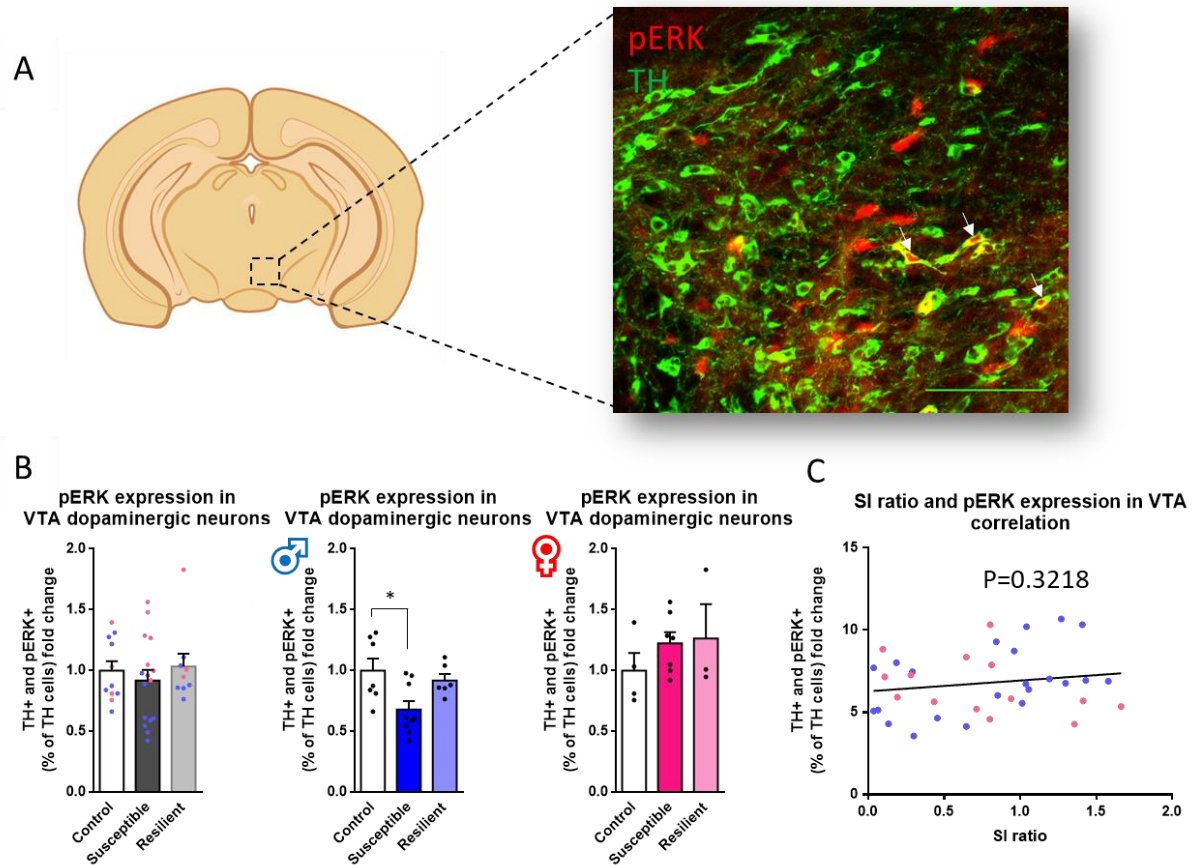 A
pERK
TH
B
pERK expression in
VTA dopaminergic neurons
TH+ and pERK+
(% of TH cells) fold change
2.0
1.5
1.0
0.5
0.0
Control
Susceptible
Resilient
pERK expression in
VTA dopaminergic neurons
TH+ and pERK+
(% of TH cells) fold change
2.0
1.5
1.0
0.5
0.0
*
Control
Susceptible
Resilient
pERK expression in
VTA dopaminergic neurons
TH+ and pERK+
(% of TH cells) fold change
2.0
1.5
1.0
0.5
0.0
Control
Susceptible
Resilient
C
SI ratio and pERK expression in VTA
correlation
TH+ and pERK+
(% of TH cells) fold change
15
10
5
0
P=0.3218
0.0 0.5 1.0 1.5 2.0
SI ratio